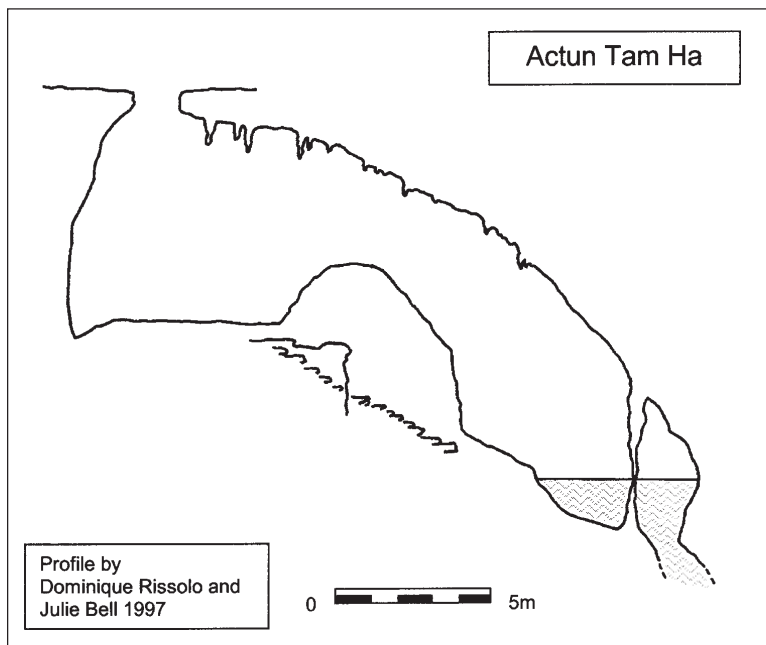 Actun Tam Ha
Profile by
Dominique Rissolo and
Julie Bell 1997
0 5m